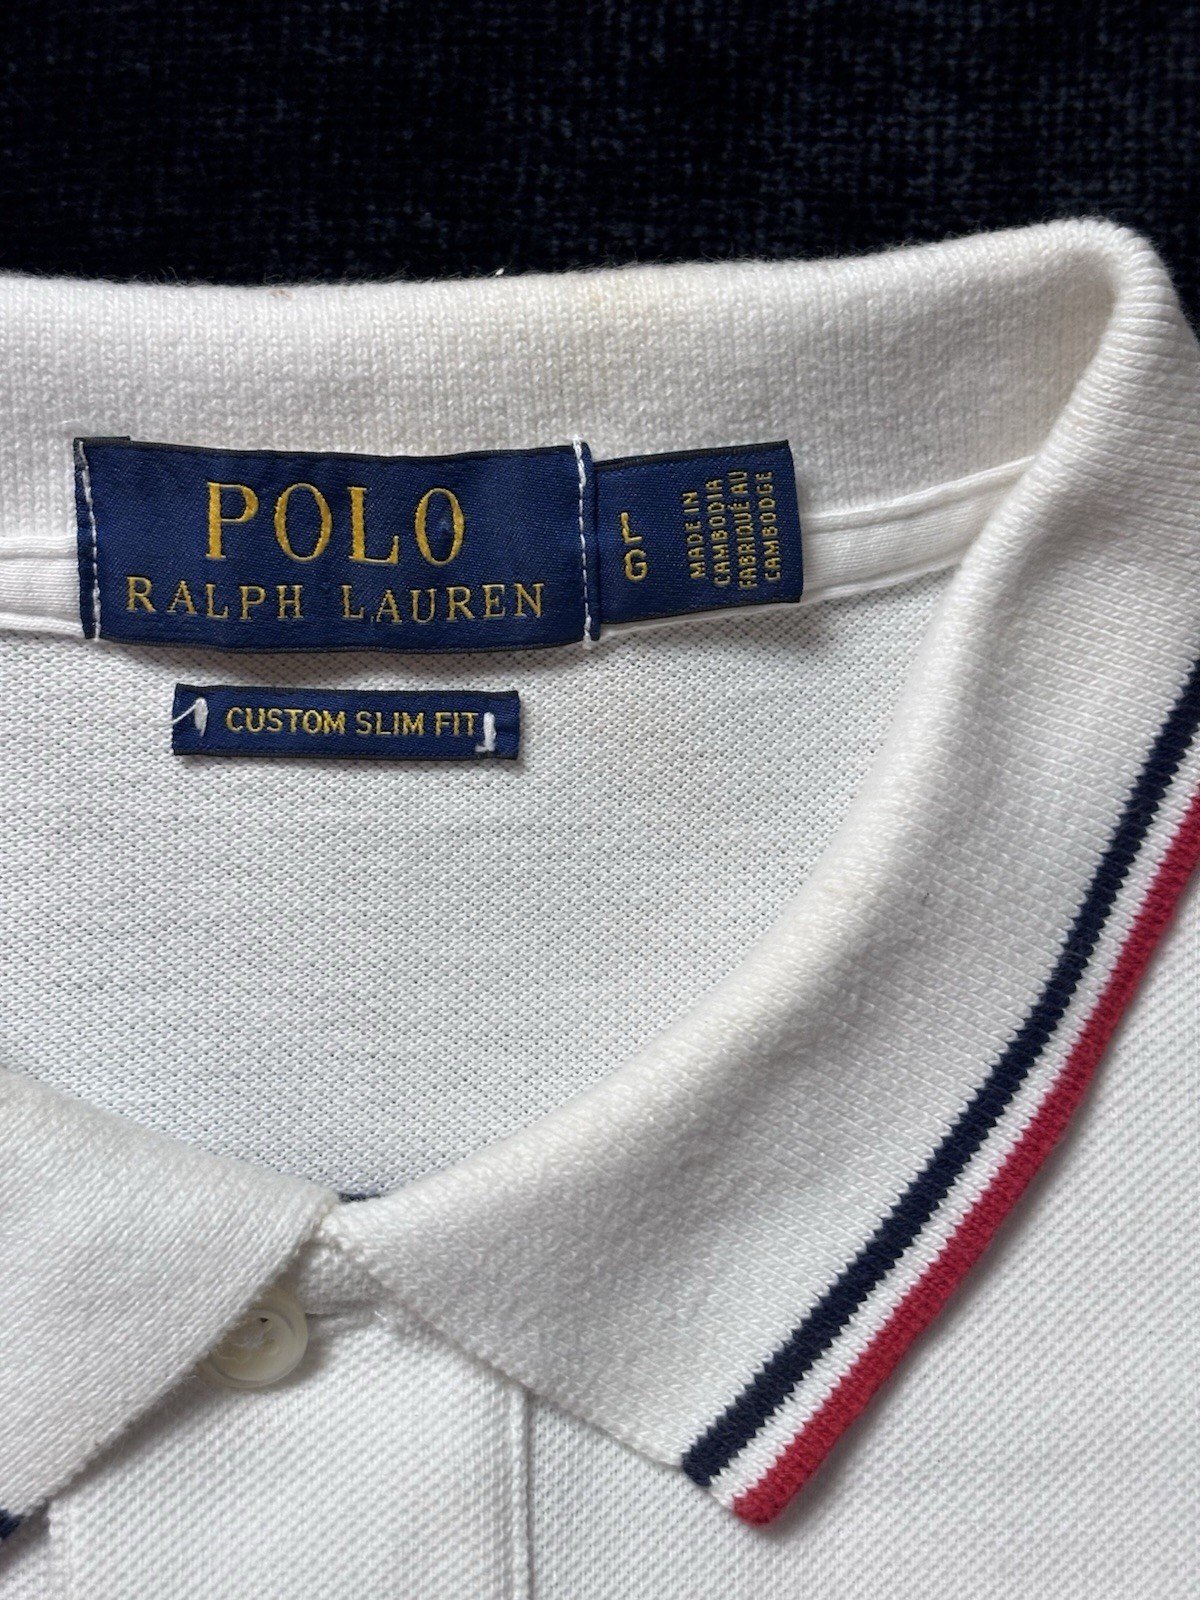 POLO
RALPH LAUREN
L
G
MADE IN
CAMBODIA
FABRIQUÉ AU
CAMBODGE
CUSTOM SLIM FIT